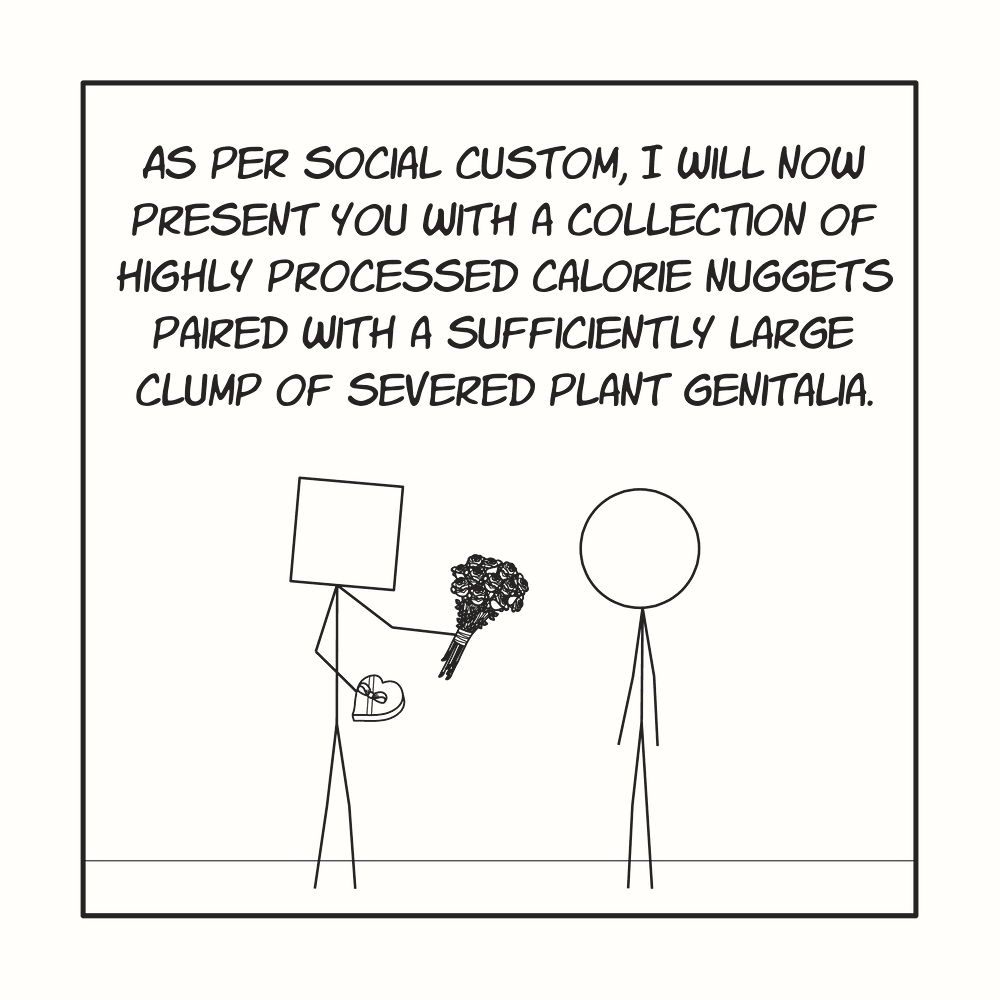 AS PER SOCIAL CUSTOM, I WILL NOW
PRESENT YOU WITH A COLLECTION OF
HIGHLY PROCESSED CALORIE NUGGETS
PAIRED WITH A SUFFICIENTLY LARGE
CLUMP OF SEVERED PLANT GENITALIA.